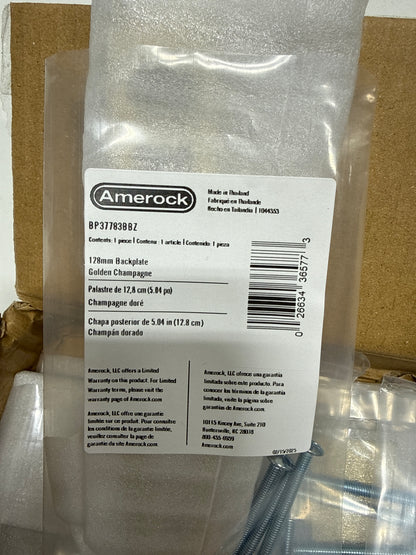 Amerock
Made in Thailand
Fabriqué en Thaïlande
Hecho en Tailandia | 1044553
BP37783BBZ
Contents: 1 piece | Contenu: 1 article | Contenido: 1 pieza
128mm Backplate
Golden Champagne
Palastre de 12,8 cm (5.04 po)
Champagne doré
Chapa posterior de 5.04 in (12.8 cm)
Champán dorado
0 26634 36577 3
Amerock, LLC offers a Limited
Warranty on this product. For Limited
Warranty terms, please visit the
warranty page of Amerock.com
Amerock, LLC offre une garantie
limitée sur ce produit. Pour connaître
les conditions de la garantie limitée,
veuillez consulter la page de
garantie du site Amerock.com
Amerock, LLC ofrece una garantía
limitada sobre este producto. Para
conocer los términos de la garantía
limitada, visite la página sobre
garantías de Amerock.com
10115 Kincey Ave, Suite 210
Huntersville, NC 28078
800-435-6959
Amerock.com